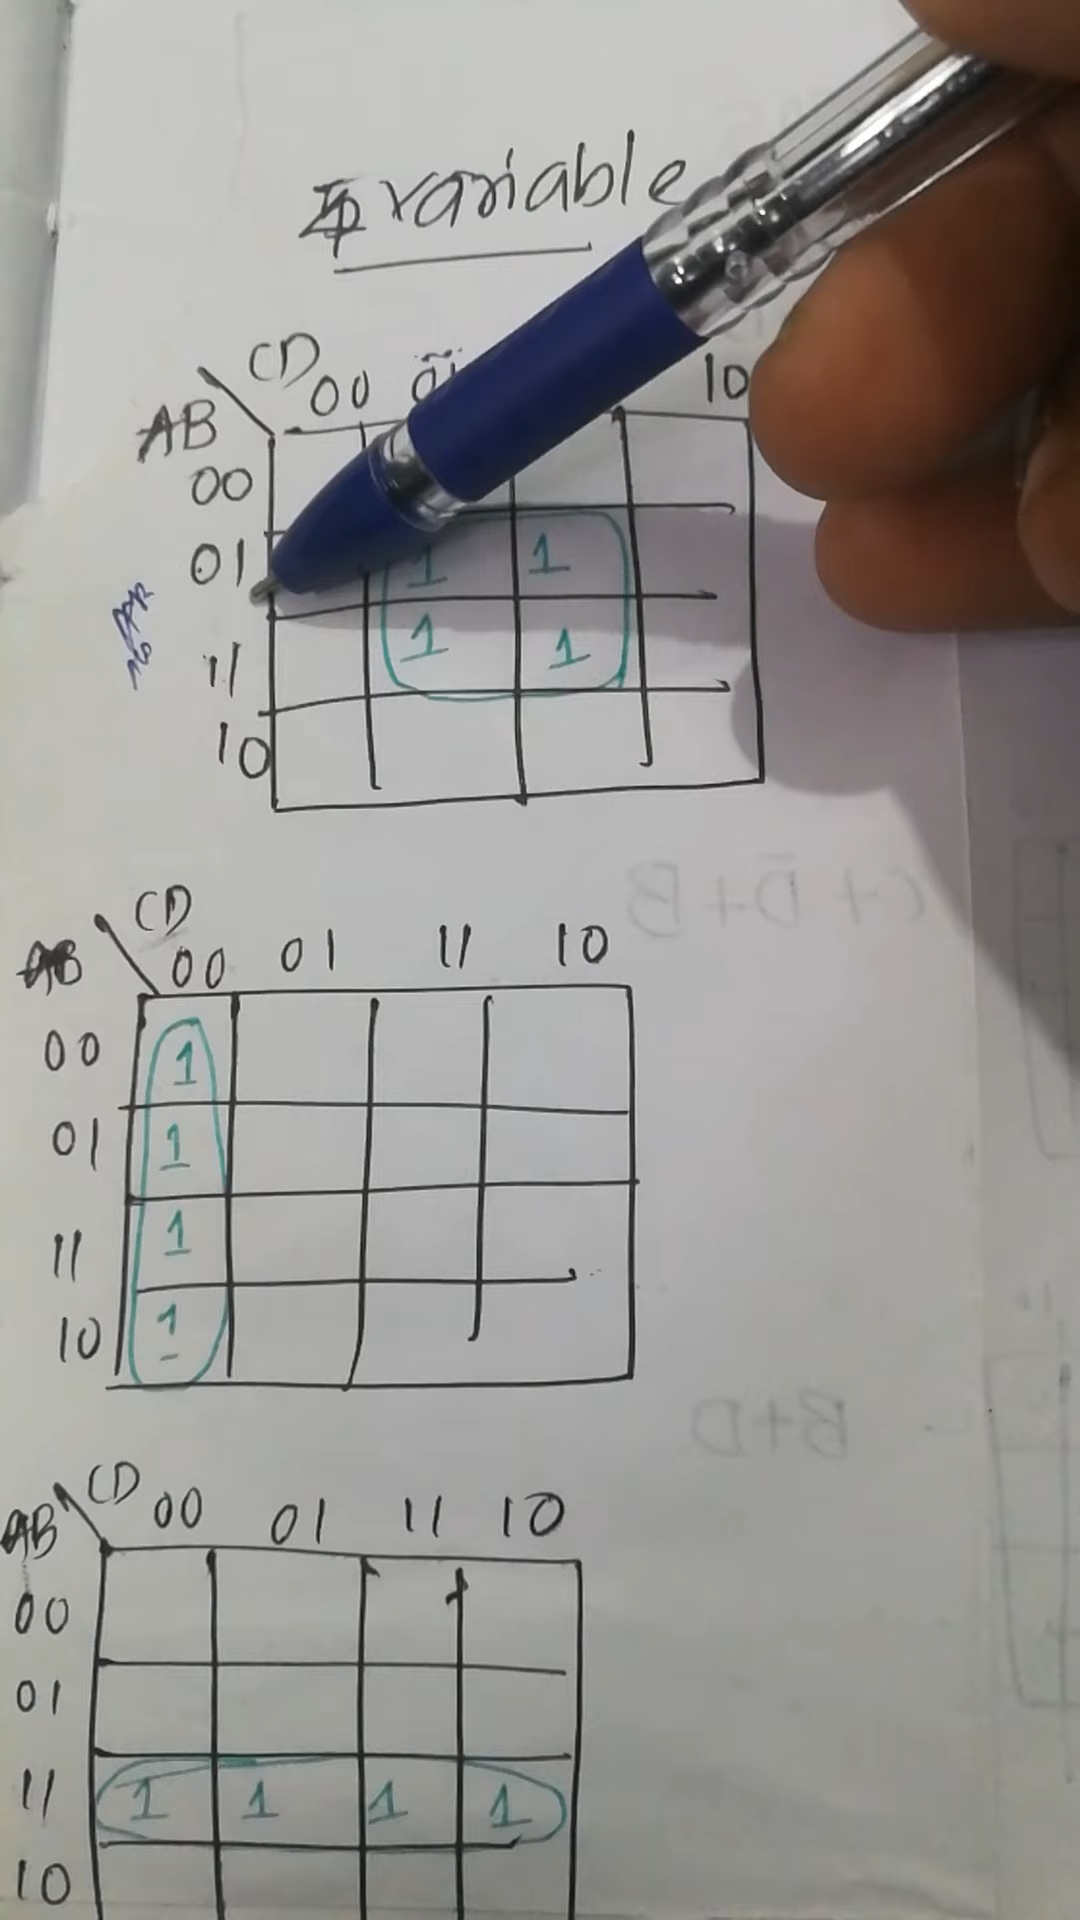 variable
CD
00 01 10
AB
00
01 1 1
11 1 1
10
CD
AB 00 01 11 10
00 1
01 1
11 1
10 1
CD 00 01 11 10
AB
00
01
11 1 1 1 1
10